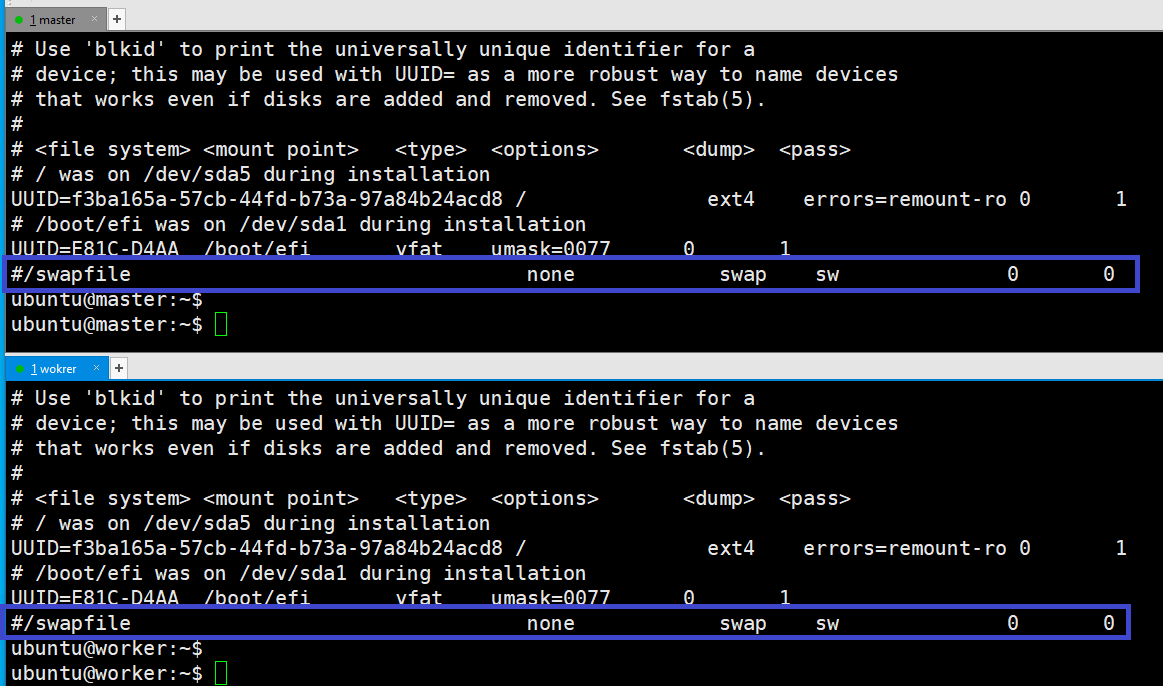 1 master × +
# Use 'blkid' to print the universally unique identifier for a
# device; this may be used with UUID= as a more robust way to name devices
# that works even if disks are added and removed. See fstab(5).
#
# <file system> <mount point>   <type>  <options>       <dump>  <pass>
# / was on /dev/sda5 during installation
UUID=f3ba165a-57cb-44fd-b73a-97a84b24acd8 /               ext4    errors=remount-ro 0       1
# /boot/efi was on /dev/sda1 during installation
UUID=E81C-D4AA  /boot/efi       vfat    umask=0077      0       1
#/swapfile                                 none            swap    sw              0       0
ubuntu@master:~$
ubuntu@master:~$
1 wokrer × +
# Use 'blkid' to print the universally unique identifier for a
# device; this may be used with UUID= as a more robust way to name devices
# that works even if disks are added and removed. See fstab(5).
#
# <file system> <mount point>   <type>  <options>       <dump>  <pass>
# / was on /dev/sda5 during installation
UUID=f3ba165a-57cb-44fd-b73a-97a84b24acd8 /               ext4    errors=remount-ro 0       1
# /boot/efi was on /dev/sda1 during installation
UUID=E81C-D4AA  /boot/efi       vfat    umask=0077      0       1
#/swapfile                                 none            swap    sw              0       0
ubuntu@worker:~$
ubuntu@worker:~$